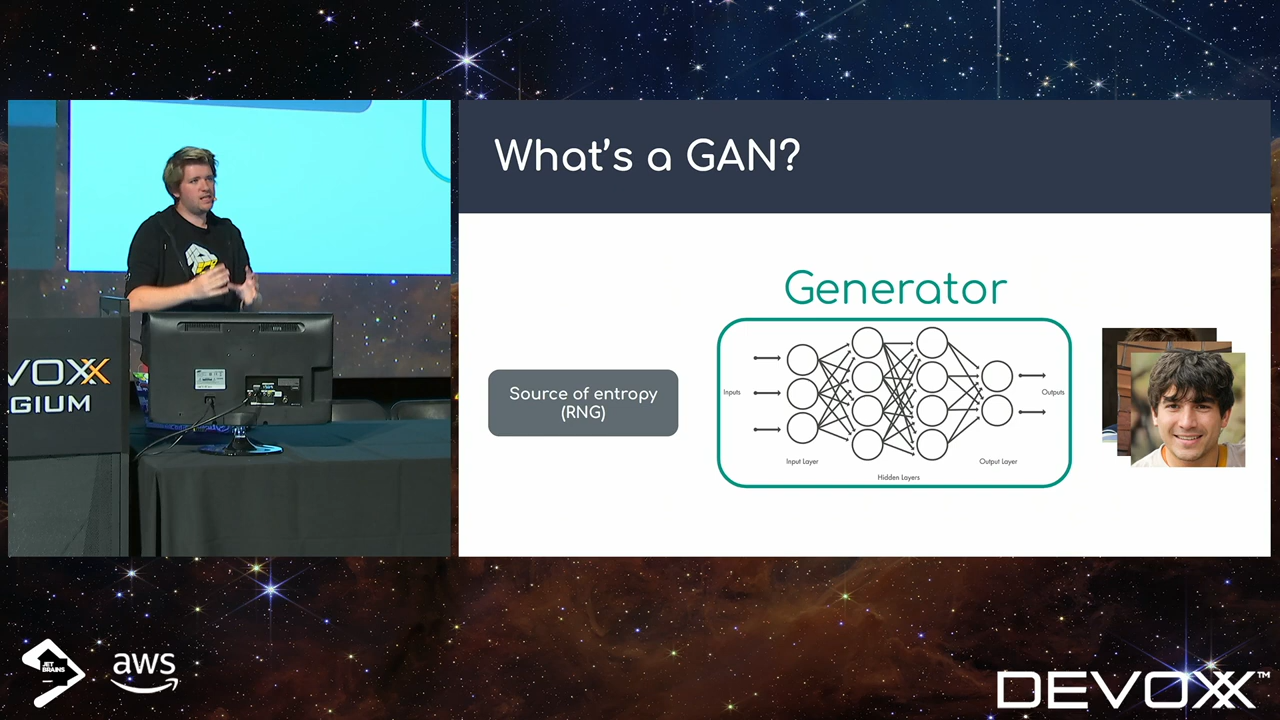 What's a GAN?
Generator
Source of entropy
(RNG)
Inputs
Outputs
Input Layer
Output Layer
Hidden Layers
VOXX
GIUM
JET
BRAINS
aws
DEVOXX™